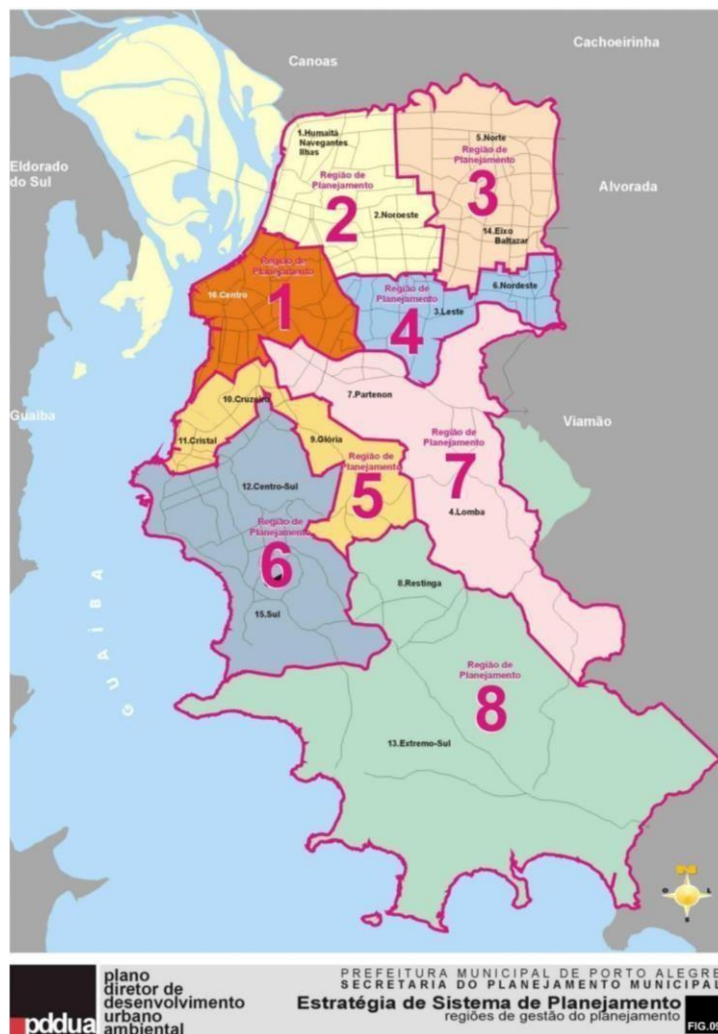 Cachoeirinha
Canoas
Eldorado
do Sul
Alvorada
Viamão
Guaíba
GUAÍBA
1.Humaitá
Navegantes
Ilhas
Região de
Planejamento
2
2.Noroeste
5.Norte
Região de
Planejamento
3
14.Eixo
Baltazar
6.Nordeste
Região de
Planejamento
1
16.Centro
Região de
Planejamento
4
3.Leste
7.Partenon
Região de
Planejamento
7
4.Lomba
10.Cruzeiro
11.Cristal
9.Glória
Região de
Planejamento
5
12.Centro-Sul
Região de
Planejamento
6
15.Sul
8.Restinga
Região de
Planejamento
8
13.Extremo-Sul
N
O
L
S
pddua
plano
diretor de
desenvolvimento
urbano
ambiental
PREFEITURA MUNICIPAL DE PORTO ALEGRE
SECRETARIA DO PLANEJAMENTO MUNICIPAL
Estratégia de Sistema de Planejamento
regiões de gestão do planejamento